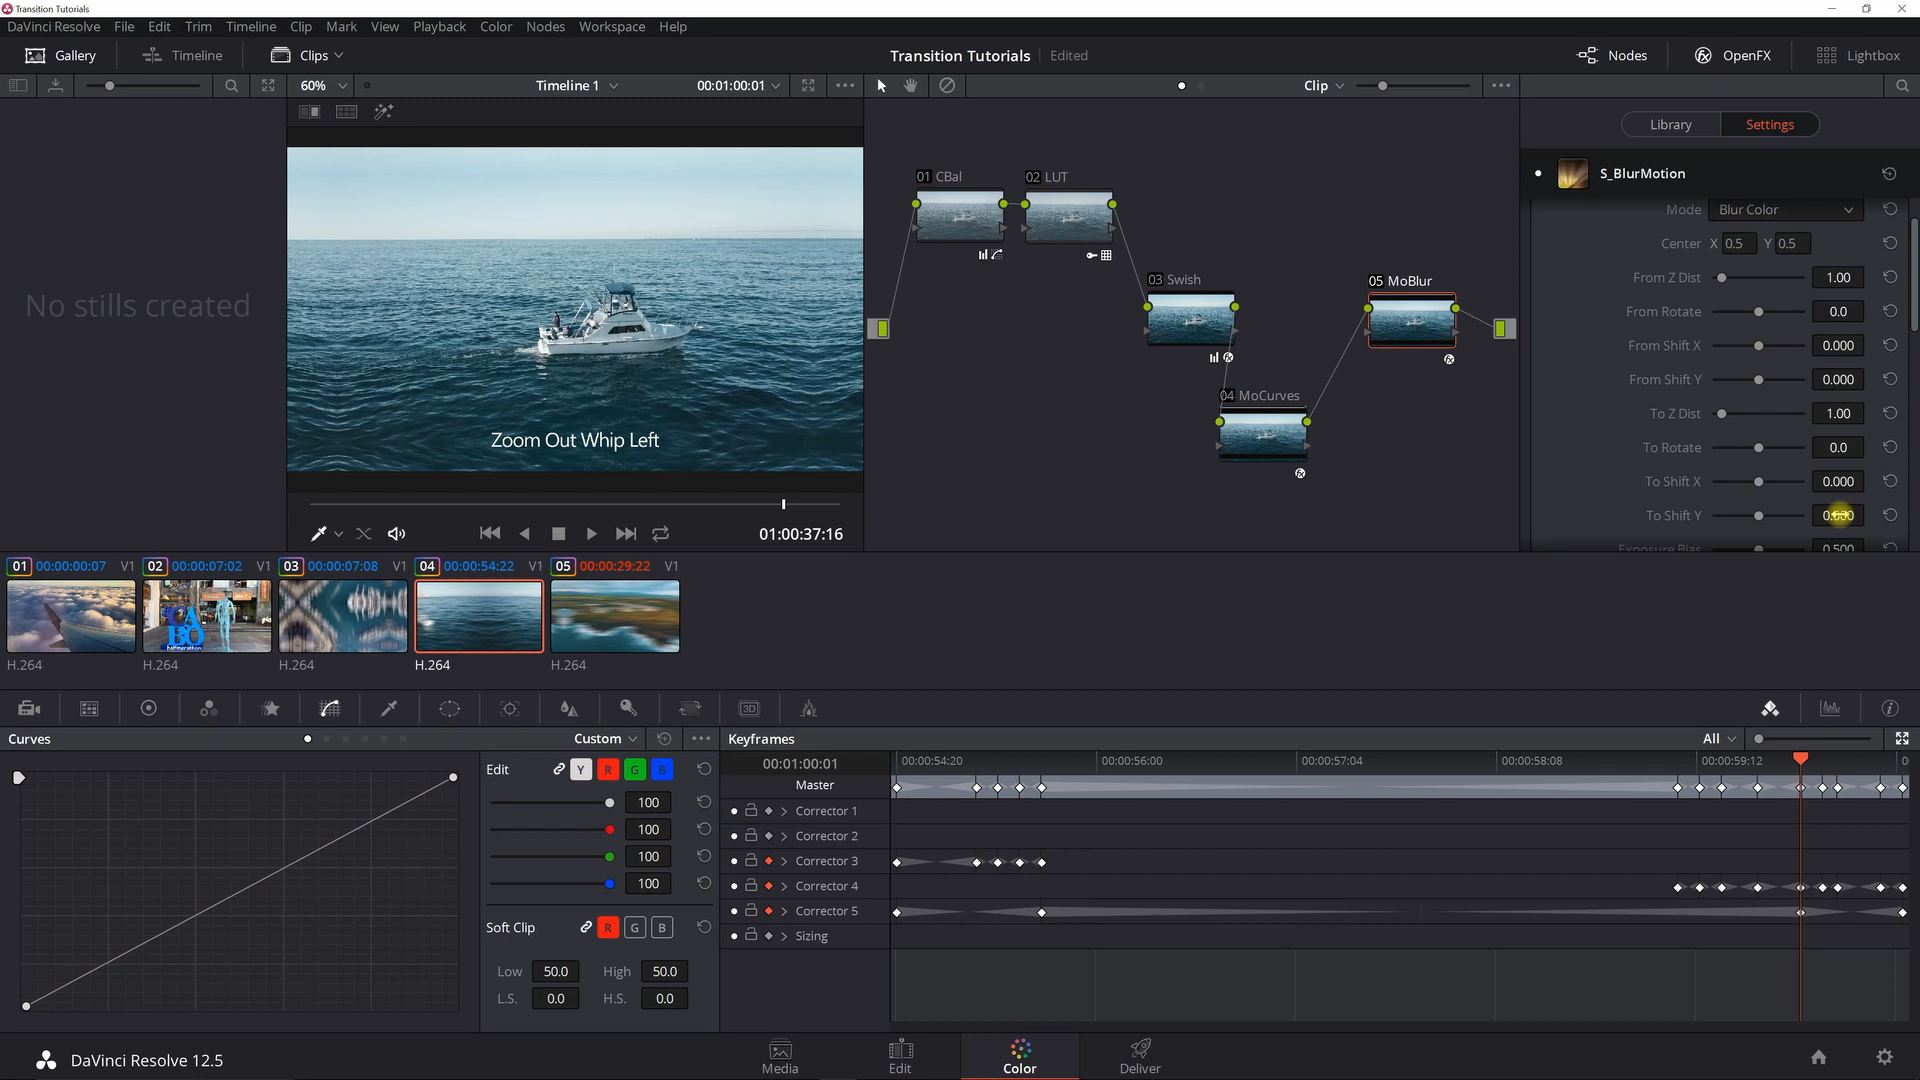 Transition Tutorials
DaVinci Resolve File Edit Trim Timeline Clip Mark View Playback Color Nodes Workspace Help
Gallery Timeline Clips Transition Tutorials Edited Nodes OpenFX Lightbox
60% Timeline 1 00:01:00:01 Clip
Library Settings
No stills created
Zoom Out Whip Left
01:00:37:16
01 CBal 02 LUT
03 Swish
05 MoBlur
04 MoCurves
S_BlurMotion
Mode Blur Color
Center X 0.5 Y 0.5
From Z Dist 1.00
From Rotate 0.0
From Shift X 0.000
From Shift Y 0.000
To Z Dist 1.00
To Rotate 0.0
To Shift X 0.000
To Shift Y
Exposure Bias 0.500
01 00:00:00:07 V1 02 00:00:07:02 V1 03 00:00:07:08 V1 04 00:00:54:22 V1 05 00:00:29:22 V1
CABO
halfmarathon
H.264 H.264 H.264 H.264 H.264
3D
Curves Custom
Edit Y R G B
100
100
100
100
Soft Clip R G B
Low 50.0 High 50.0
L.S. 0.0 H.S. 0.0
Keyframes All
00:01:00:01 00:00:54:20 00:00:56:00 00:00:57:04 00:00:58:08 00:00:59:12
Master
Corrector 1
Corrector 2
Corrector 3
Corrector 4
Corrector 5
Sizing
DaVinci Resolve 12.5 Media Edit Color Deliver